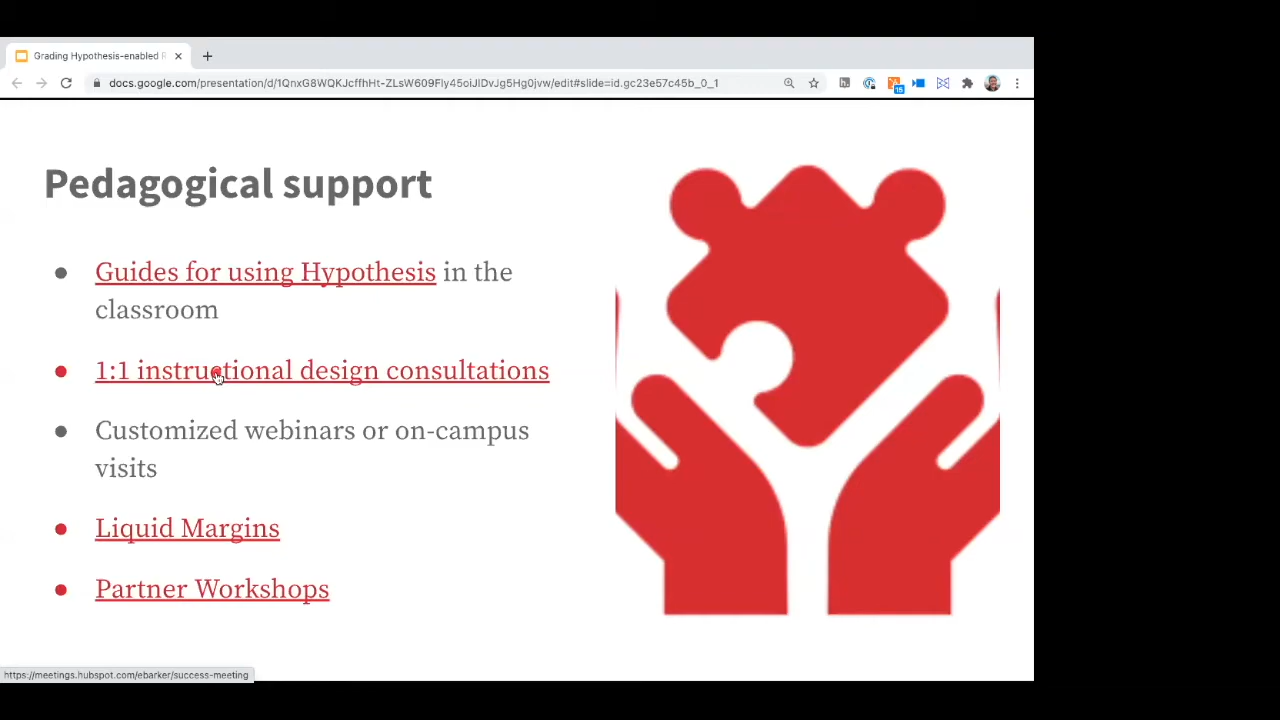 Grading Hypothesis-enabled R
docs.google.com/presentation/d/1QnxG8WQKJcffhHt-ZLsW609Fly45oiJlDvJg5Hg0jvw/edit#slide=id.gc23e57c45b_0_1
15
Pedagogical support
● Guides for using Hypothesis in the
classroom
● 1:1 instructional design consultations
● Customized webinars or on-campus
visits
● Liquid Margins
● Partner Workshops
https://meetings.hubspot.com/ebarker/success-meeting